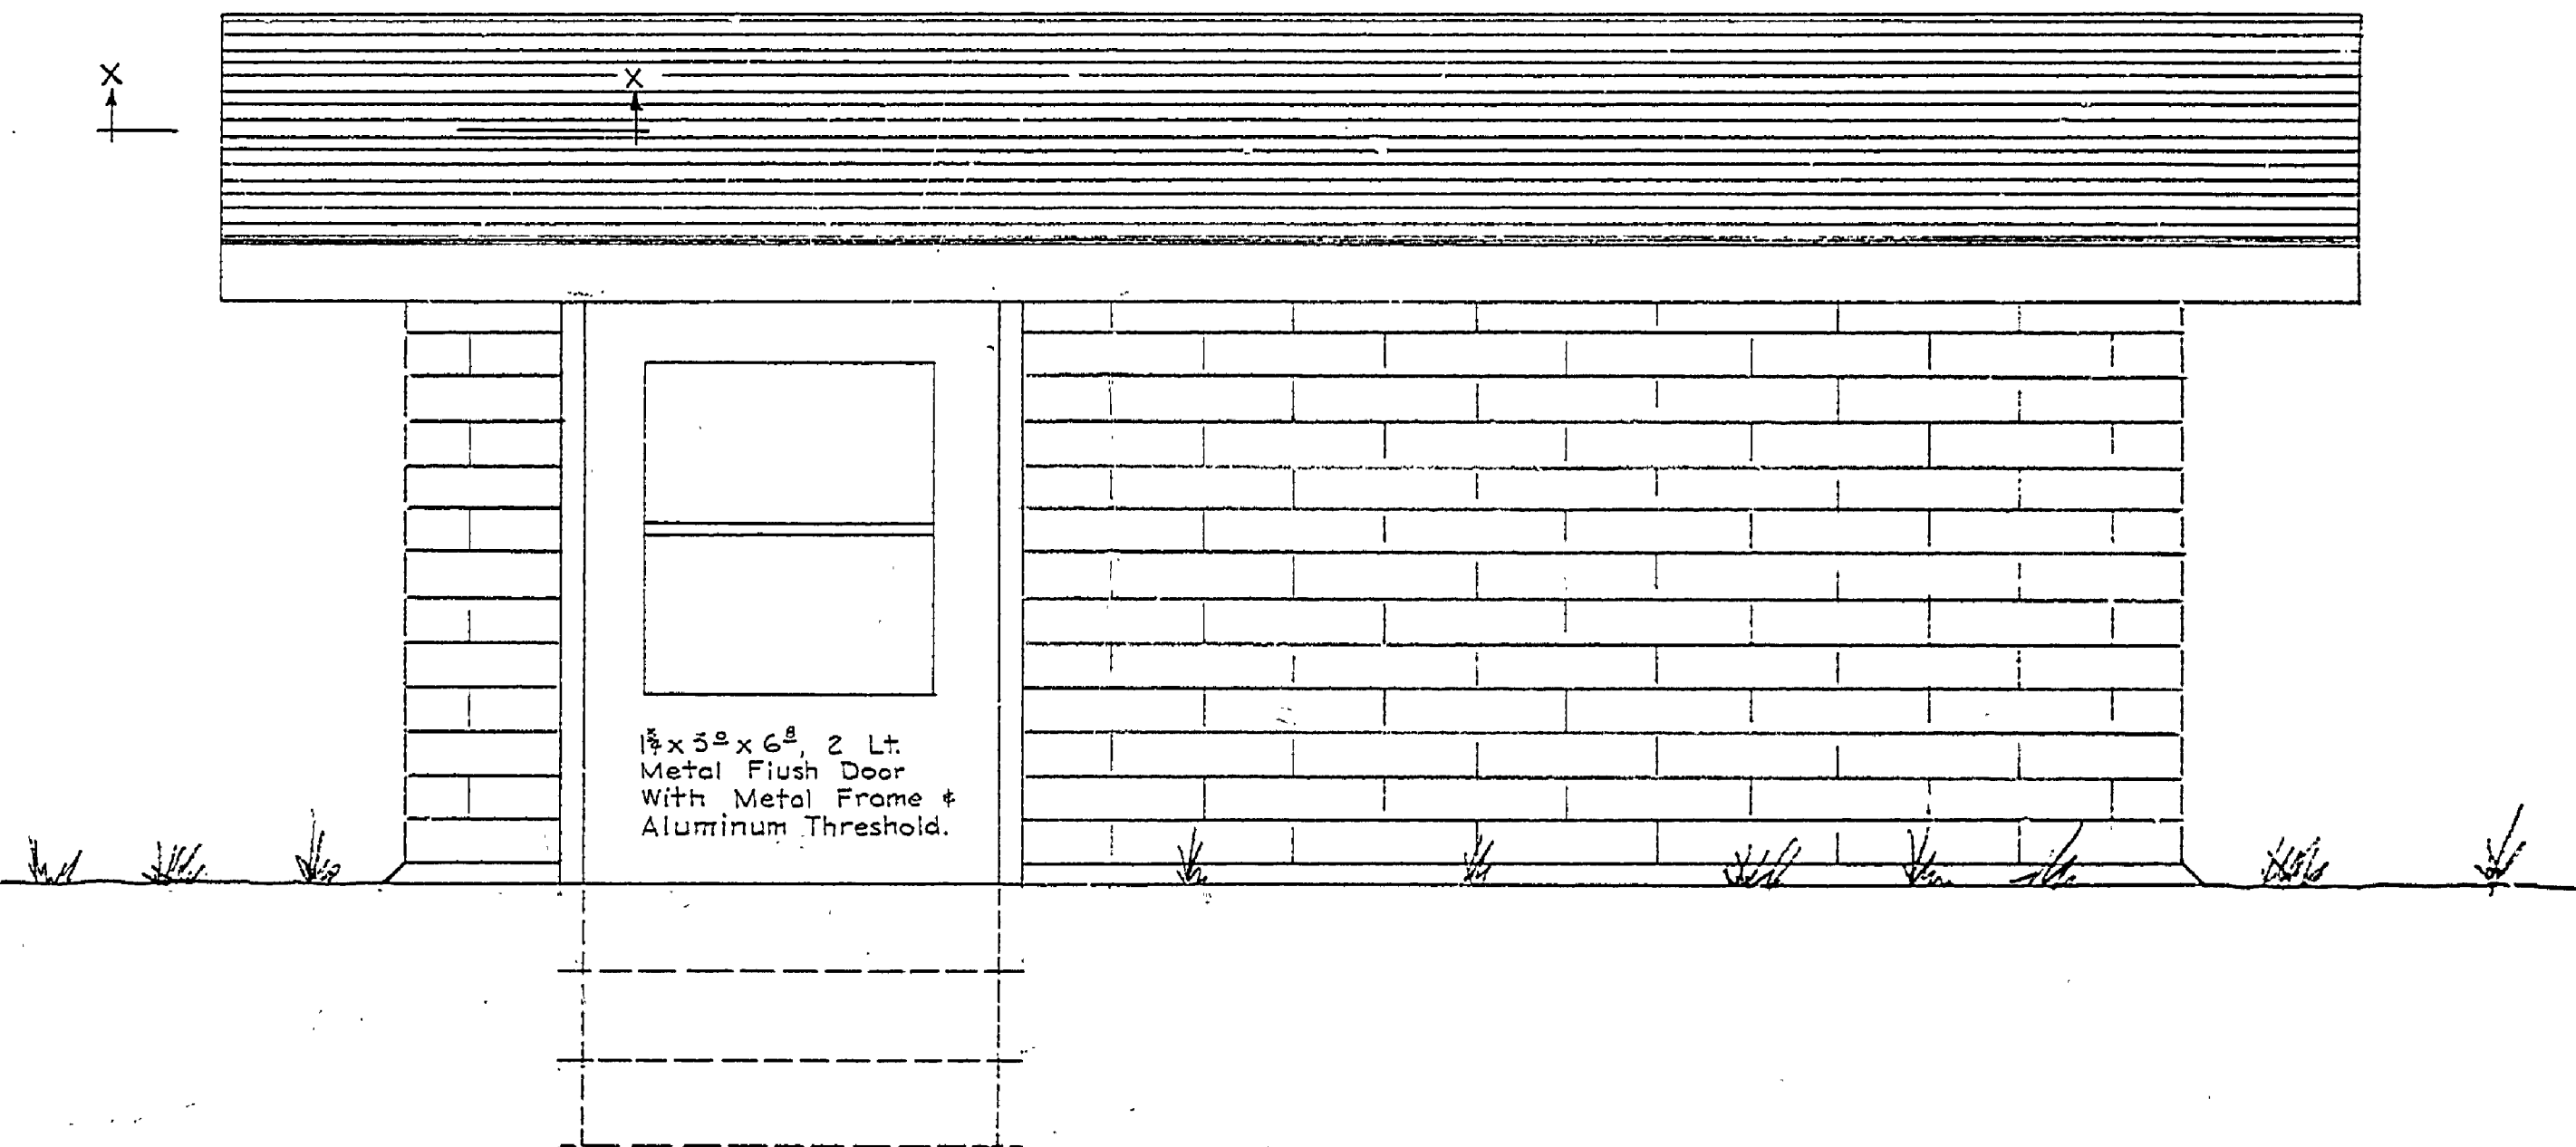 X
X
1¾ x 3⁰ x 6⁸, 2 Lt.
Metal Flush Door
With Metal Frame &
Aluminum Threshold.